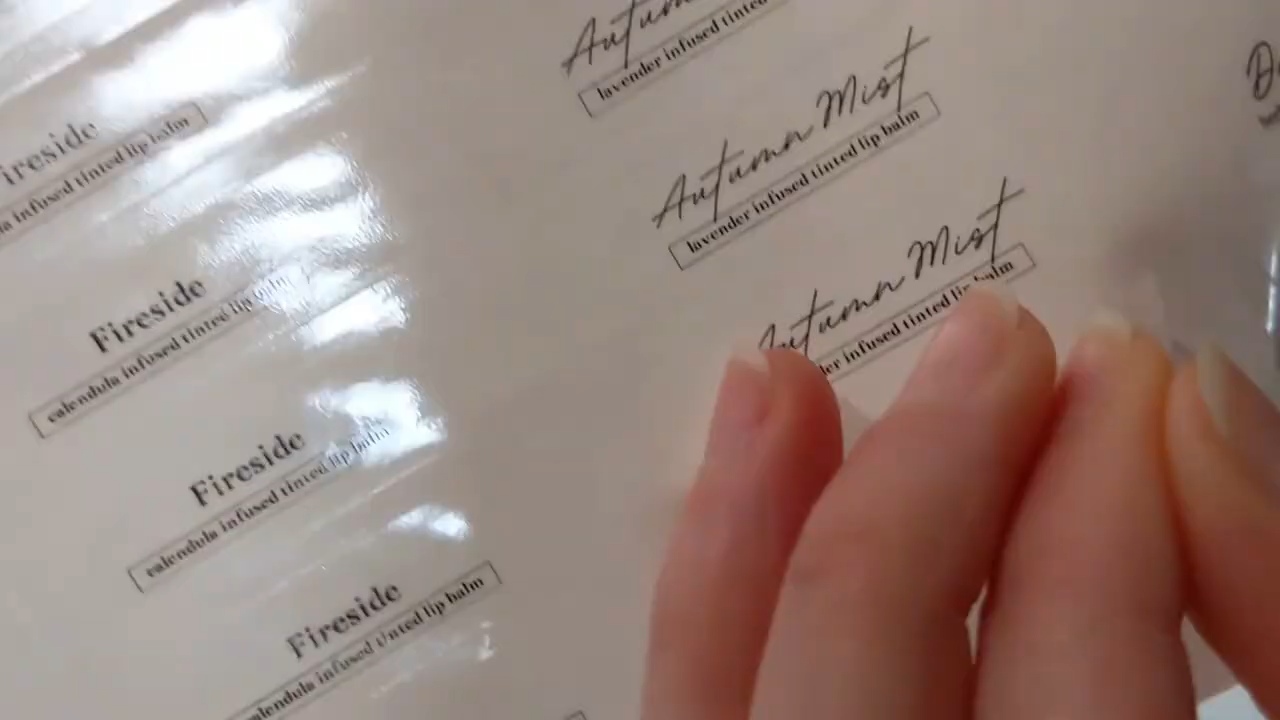 ireside
infused tinted lip balm
Fireside
calendula infused tinted lip balm
Fireside
calendula infused tinted lip balm
Fireside
calendula infused tinted lip balm
Autum
lavender infused tinted
Autumn Mist
lavender infused tinted lip balm
Autumn Mist
infused tinted lip balm